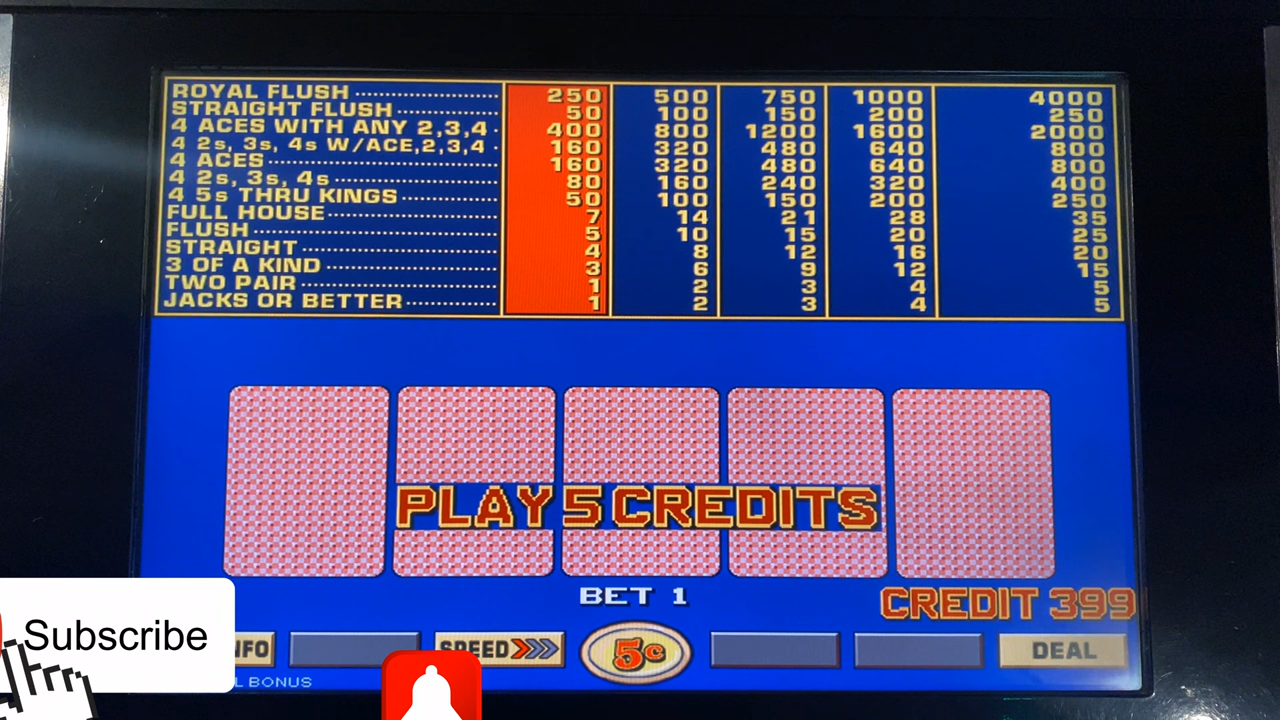 ROYAL FLUSH 250 500 750 1000 4000
STRAIGHT FLUSH 50 100 150 200 250
4 ACES WITH ANY 2,3,4 400 800 1200 1600 2000
4 2s, 3s, 4s W/ACE,2,3,4 160 320 480 640 800
4 ACES 160 320 480 640 800
4 2s, 3s, 4s 80 160 240 320 400
4 5s THRU KINGS 50 100 150 200 250
FULL HOUSE 7 14 21 28 35
FLUSH 5 10 15 20 25
STRAIGHT 4 8 12 16 20
3 OF A KIND 3 6 9 12 15
TWO PAIR 1 2 3 4 5
JACKS OR BETTER 1 2 3 4 5
PLAY 5 CREDITS
BET 1
CREDIT 399
Subscribe
NFO
SPEED
5¢
DEAL
L BONUS